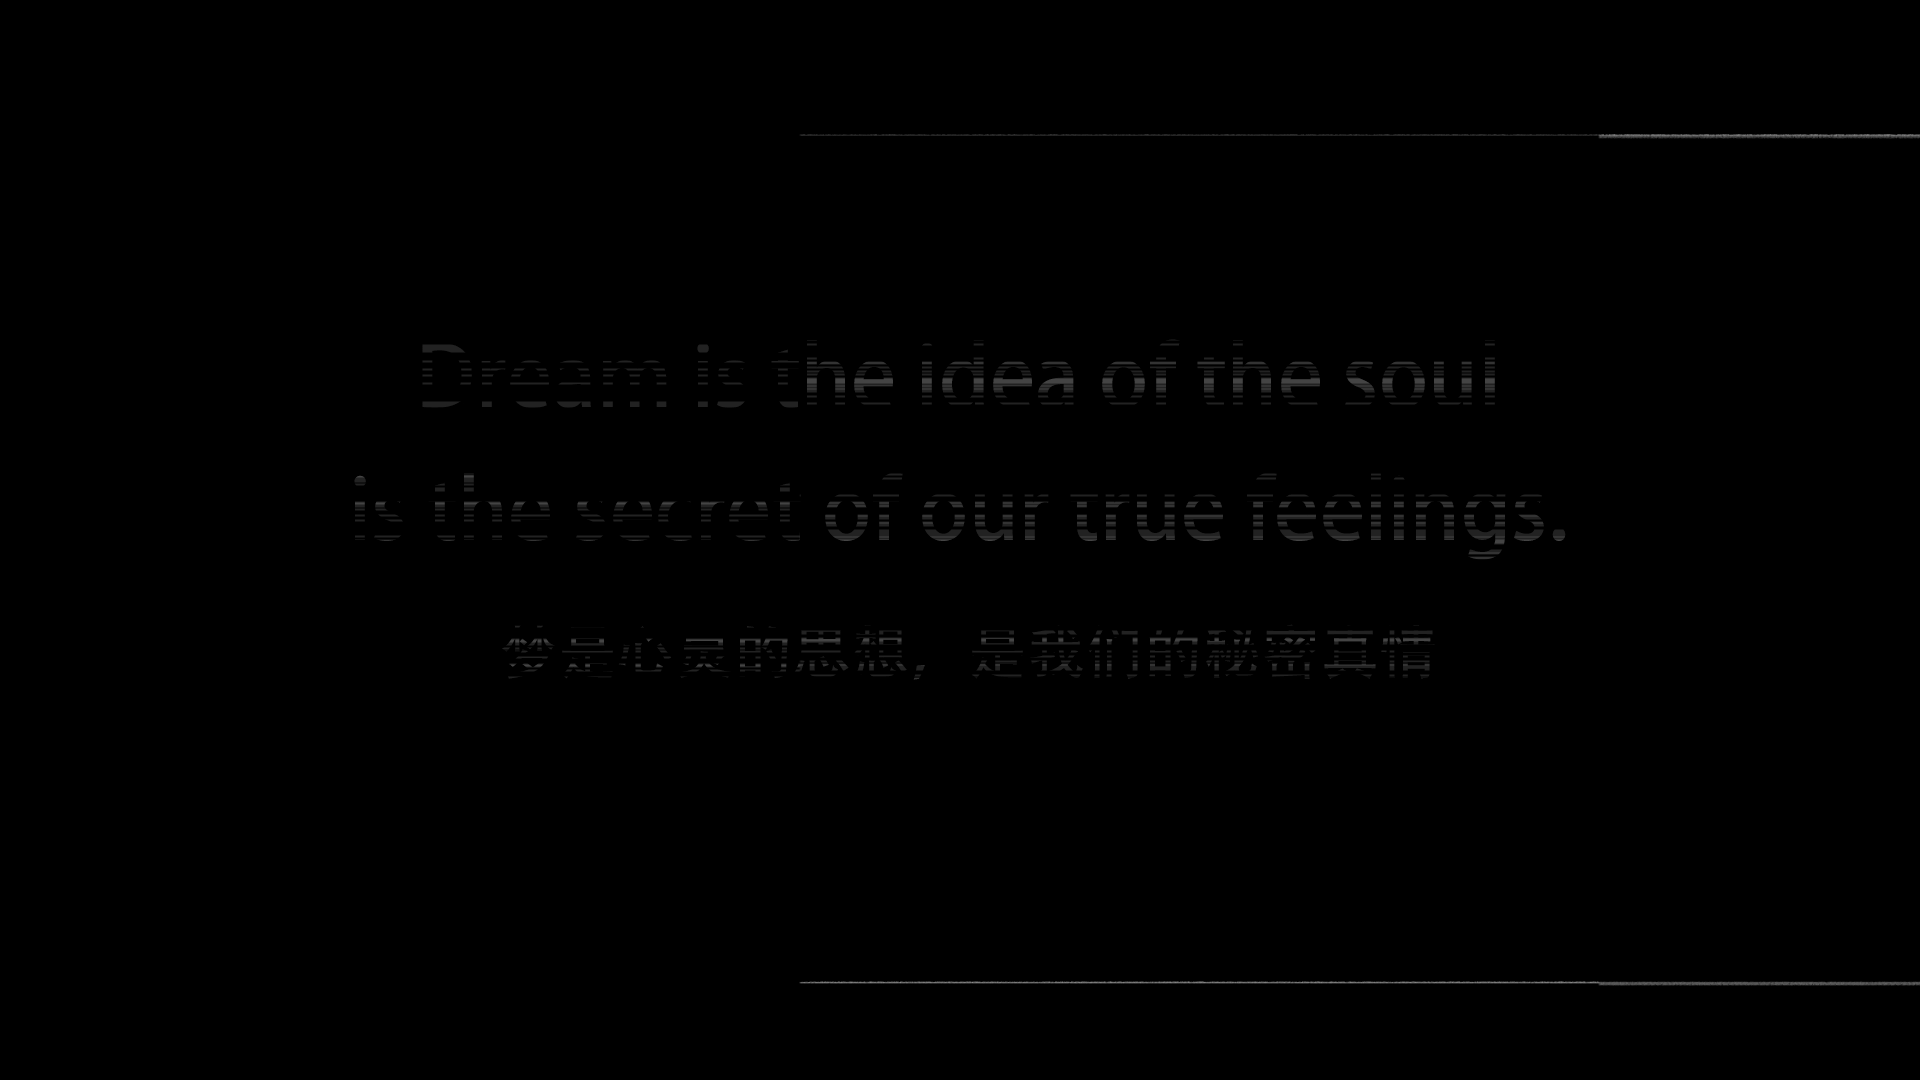 Dream is the idea of the soul
is the secret of our true feelings.
梦是心灵的思想，是我们的秘密真情